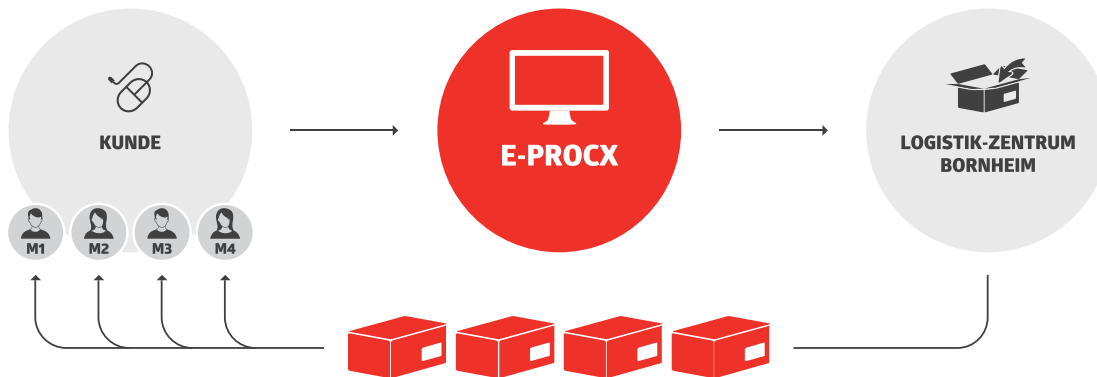 KUNDE
E-PROCX
LOGISTIK-ZENTRUM
BORNHEIM
M1
M2
M3
M4